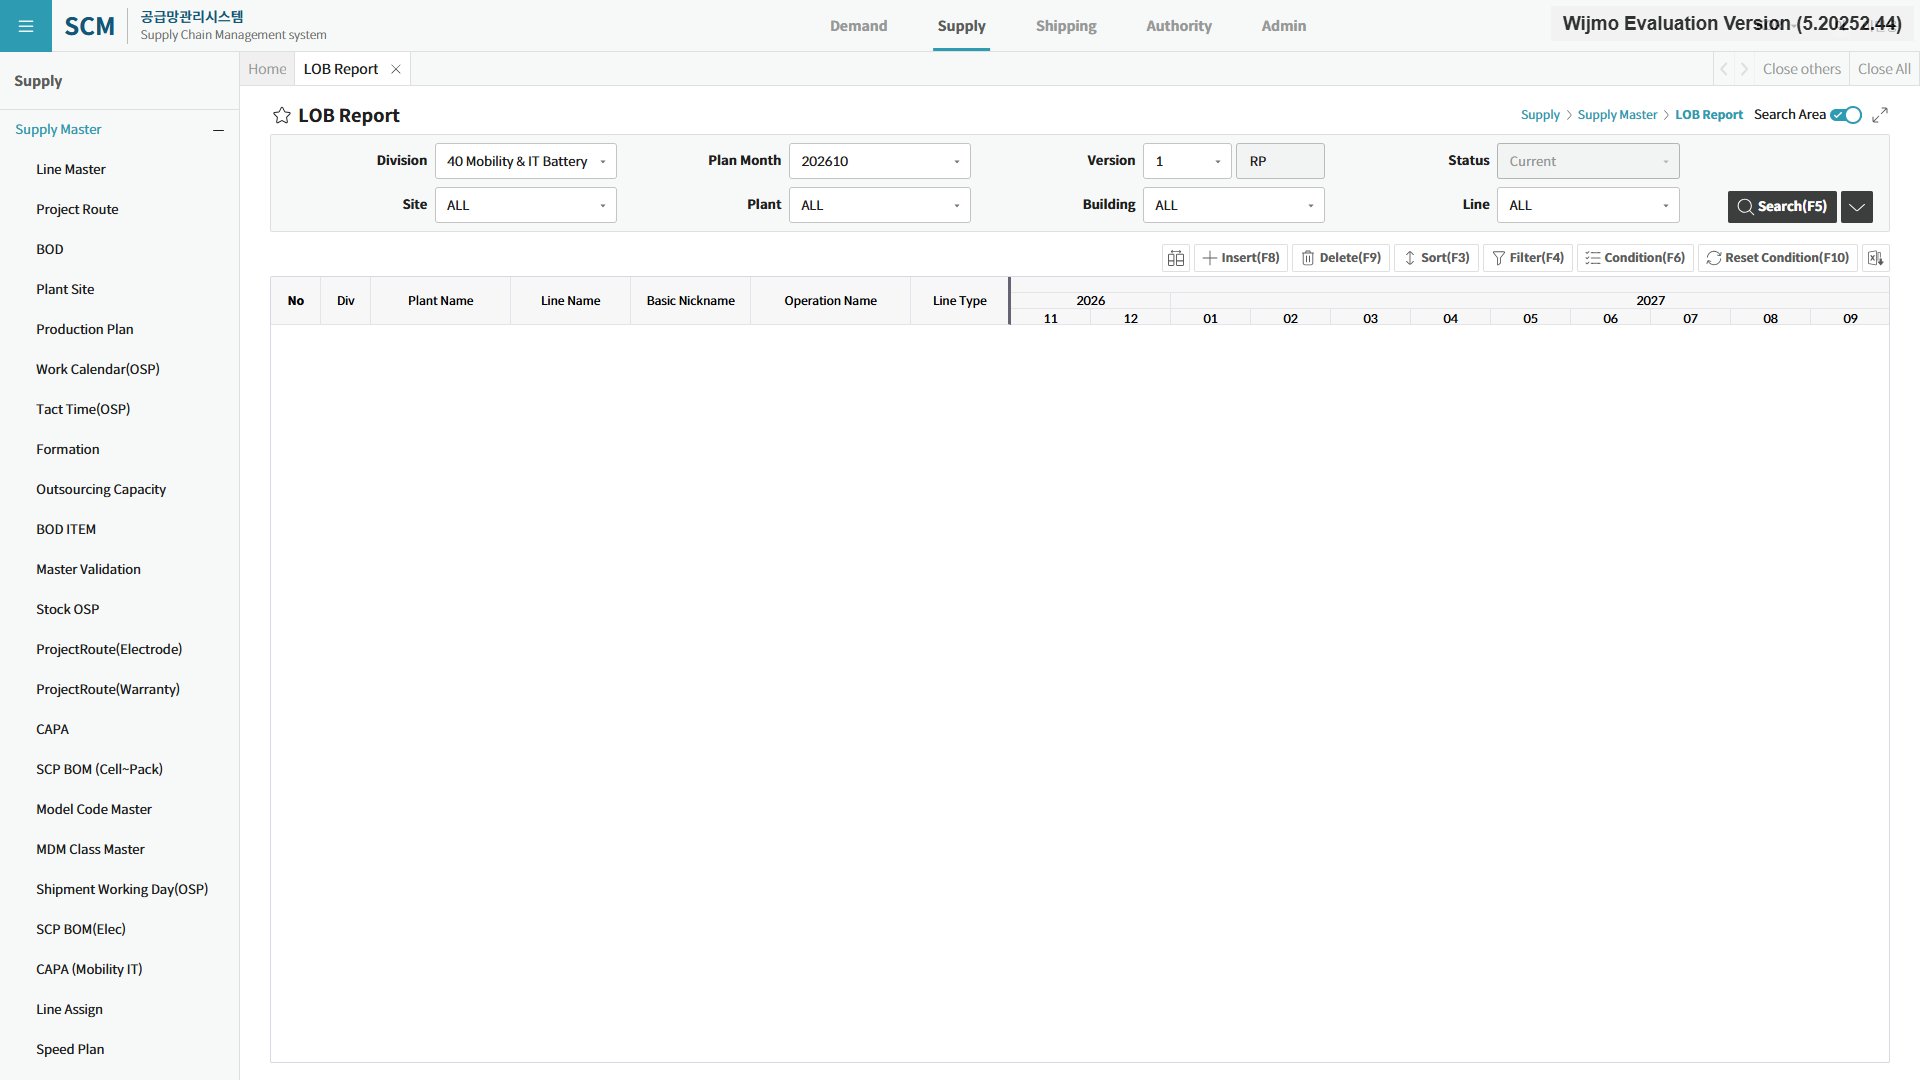 SCM
공급망관리시스템
Supply Chain Management system
Demand
Supply
Shipping
Authority
Admin
Wijmo Evaluation Version (5.20252.44)
Supply
Home
LOB Report
Close others
Close All
Supply Master
Line Master
Project Route
BOD
Plant Site
Production Plan
Work Calendar(OSP)
Tact Time(OSP)
Formation
Outsourcing Capacity
BOD ITEM
Master Validation
Stock OSP
ProjectRoute(Electrode)
ProjectRoute(Warranty)
CAPA
SCP BOM (Cell~Pack)
Model Code Master
MDM Class Master
Shipment Working Day(OSP)
SCP BOM(Elec)
CAPA (Mobility IT)
Line Assign
Speed Plan
LOB Report
Supply > Supply Master > LOB Report
Search Area
Division 40 Mobility & IT Battery
Plan Month 202610
Version 1 RP
Status Current
Site ALL
Plant ALL
Building ALL
Line ALL
Search(F5)
Insert(F8)
Delete(F9)
Sort(F3)
Filter(F4)
Condition(F6)
Reset Condition(F10)
No Div Plant Name Line Name Basic Nickname Operation Name Line Type
2026 2027
11 12 01 02 03 04 05 06 07 08 09